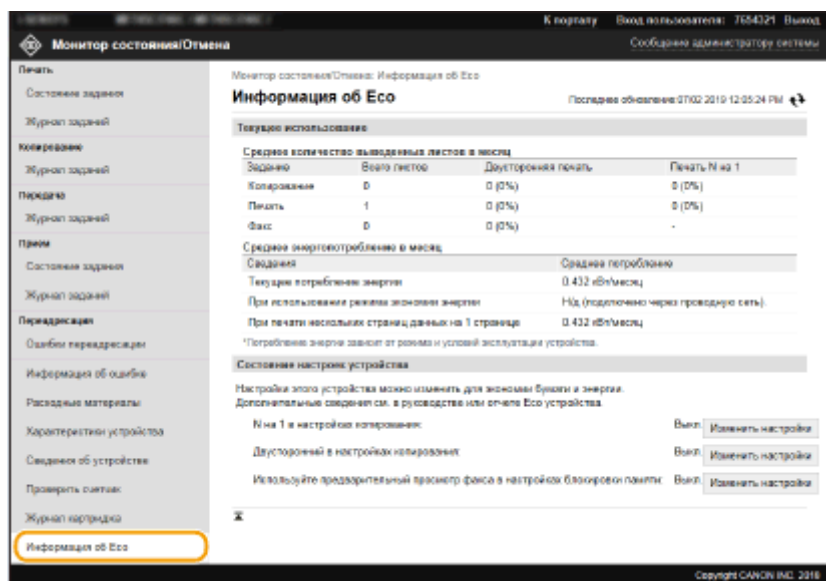 К порталу Вход пользователя: 7654321 Выход
Монитор состояния/Отмена
Сообщение администратору системы
Печать
Состояние задания
Журнал заданий
Копирование
Журнал заданий
Передача
Журнал заданий
Прием
Состояние задания
Журнал заданий
Переадресация
Ошибки переадресации
Информация об ошибке
Расходные материалы
Характеристики устройства
Сведения об устройстве
Проверить счетчик
Журнал картриджа
Информация об Eco
Монитор состояния/Отмена: Информация об Eco
Информация об Eco
Последнее обновление:07/02 2019 12:05:24 PM
Текущее использование
Среднее количество выведенных листов в месяц
Задание Всего листов Двусторонняя печать Печать N на 1
Копирование 0 0 (0%) 0 (0%)
Печать 1 0 (0%) 0 (0%)
Факс 0 0 (0%) -
Среднее энергопотребление в месяц
Сведения Среднее потребление
Текущее потребление энергии 0.432 кВт/месяц
При использовании режима экономии энергии Н/д (подключено через проводную сеть).
При печати нескольких страниц данных на 1 странице 0.432 кВт/месяц
*Потребление энергии зависит от режима и условий эксплуатации устройства.
Состояние настроек устройства
Настройки этого устройства можно изменить для экономии бумаги и энергии.
Дополнительные сведения см. в руководстве или отчете Eco устройства.
N на 1 в настройках копирования: Выкл. Изменить настройки
Двусторонний в настройках копирования: Выкл. Изменить настройки
Используйте предварительный просмотр факса в настройках блокировки памяти: Выкл. Изменить настройки
Copyright CANON INC. 2018